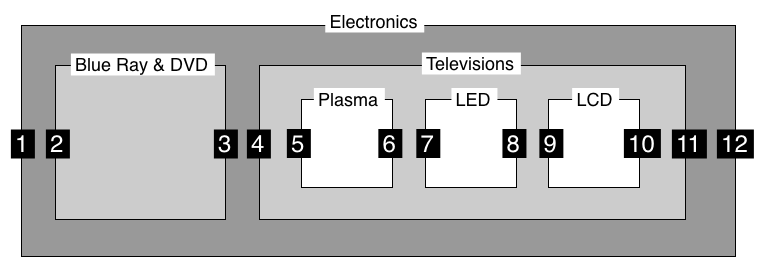 Electronics
Blue Ray & DVD
Televisions
Plasma
LED
LCD
1 2 3 4 5 6 7 8 9 10 11 12